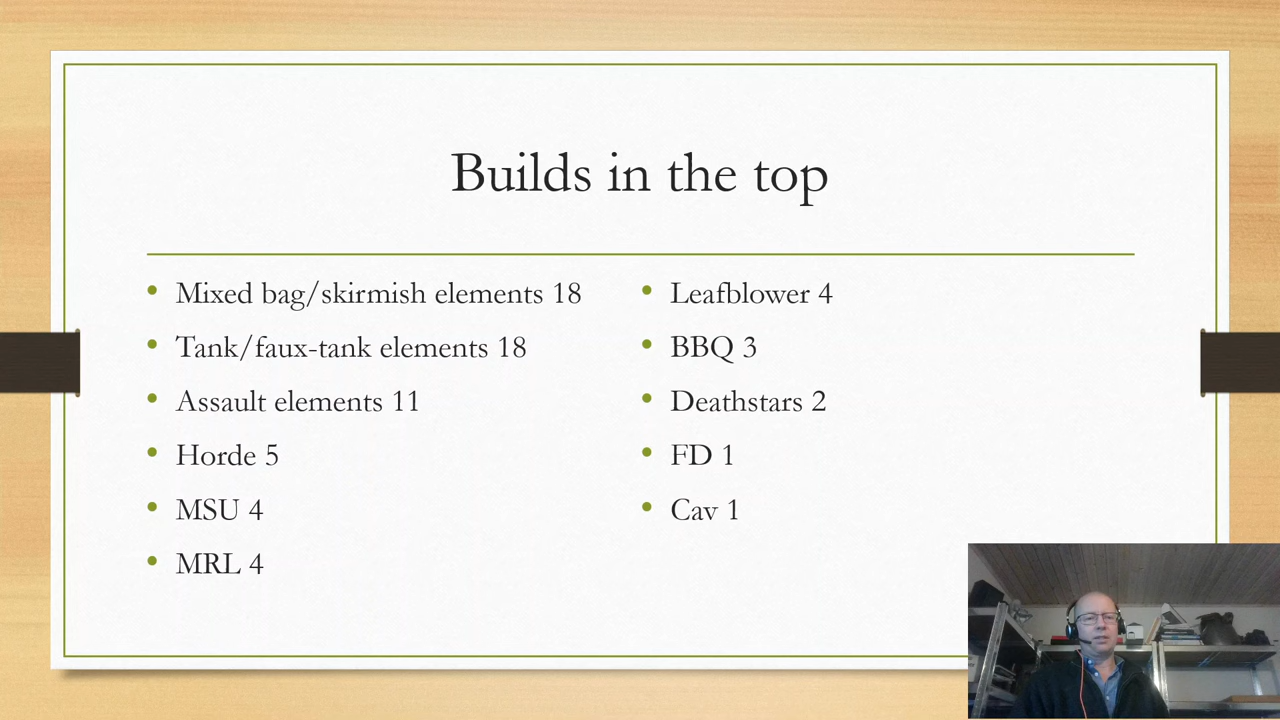 Builds in the top
Mixed bag/skirmish elements 18
Tank/faux-tank elements 18
Assault elements 11
Horde 5
MSU 4
MRL 4
Leafblower 4
BBQ 3
Deathstars 2
FD 1
Cav 1